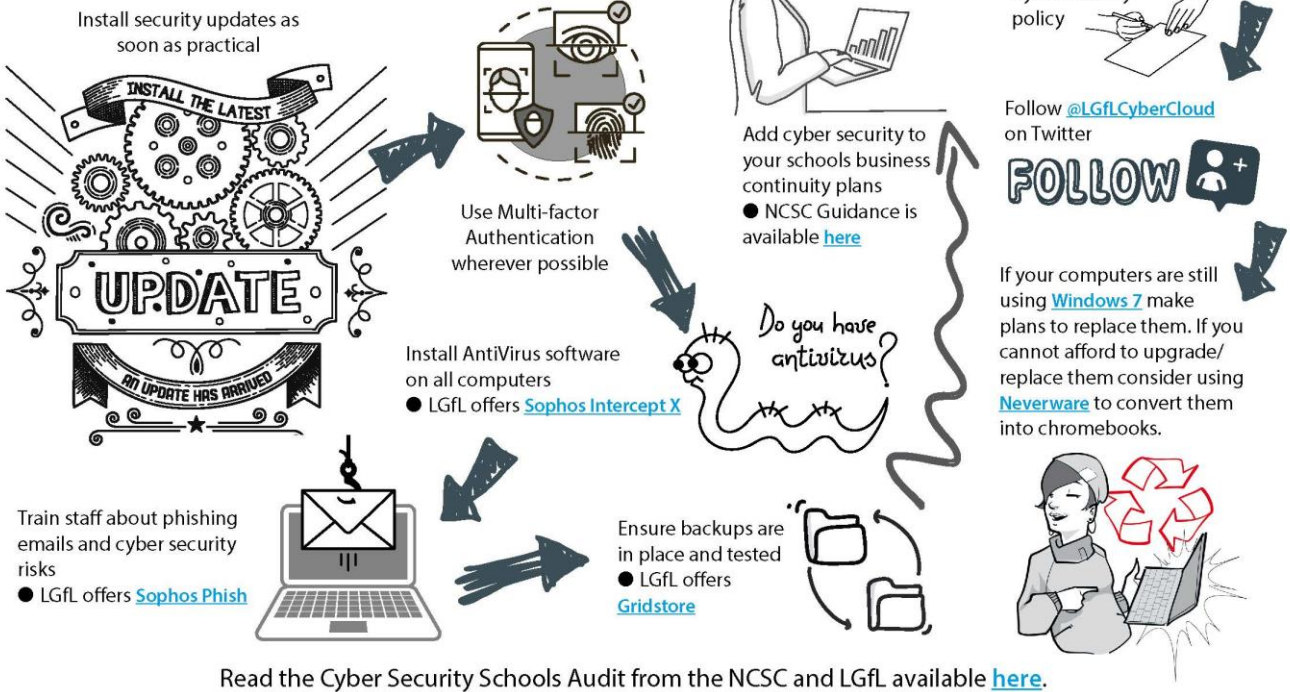 Install security updates as
soon as practical
INSTALL THE LATEST
UPDATE
AN UPDATE HAS ARRIVED
Use Multi-factor
Authentication
wherever possible
Install AntiVirus software
on all computers
● LGfL offers Sophos Intercept X
Do you have
antivirus?
Train staff about phishing
emails and cyber security
risks
● LGfL offers Sophos Phish
Ensure backups are
in place and tested
● LGfL offers
Gridstore
Add cyber security to
your schools business
continuity plans
● NCSC Guidance is
available here
policy
Follow @LGfLCyberCloud
on Twitter
FOLLOW
If your computers are still
using Windows 7 make
plans to replace them. If you
cannot afford to upgrade/
replace them consider using
Neverware to convert them
into chromebooks.
Read the Cyber Security Schools Audit from the NCSC and LGfL available here.